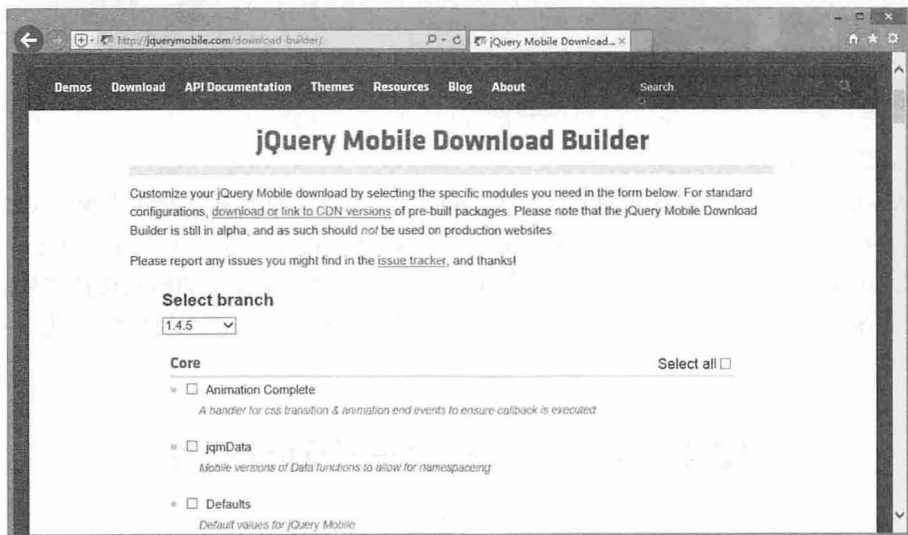 http://jquerymobile.com/download-builder/
jQuery Mobile Download...
Demos Download API Documentation Themes Resources Blog About Search
jQuery Mobile Download Builder
Customize your jQuery Mobile download by selecting the specific modules you need in the form below. For standard
configurations, download or link to CDN versions of pre-built packages. Please note that the jQuery Mobile Download
Builder is still in alpha, and as such should not be used on production websites.
Please report any issues you might find in the issue tracker, and thanks!
Select branch
1.4.5
Core Select all
Animation Complete
A handler for css transition & animation end events to ensure callback is executed
jqmData
Mobile versions of Data functions to allow for namespaceing
Defaults
Default values for jQuery Mobile